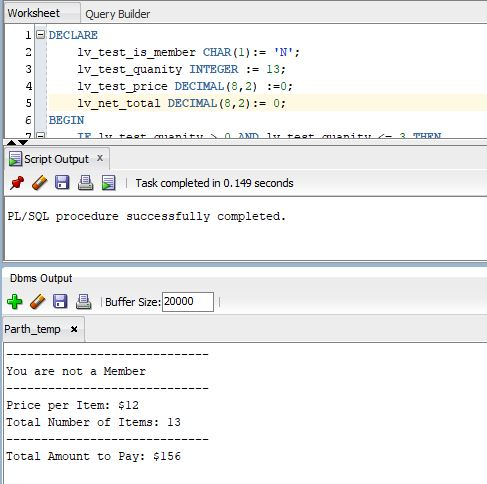 Worksheet Query Builder
1 DECLARE
2 lv_test_is_member CHAR(1):= 'N';
3 lv_test_quanity INTEGER := 13;
4 lv_test_price DECIMAL(8,2) :=0;
5 lv_net_total DECIMAL(8,2):= 0;
6 BEGIN
7 IF lv_test_quanity > 0 AND lv_test_quanity <= 3 THEN
Script Output x
Task completed in 0.149 seconds
PL/SQL procedure successfully completed.
Dbms Output
Buffer Size: 20000
Parth_temp x
----------------------------
You are not a Member
----------------------------
Price per Item: $12
Total Number of Items: 13
----------------------------
Total Amount to Pay: $156